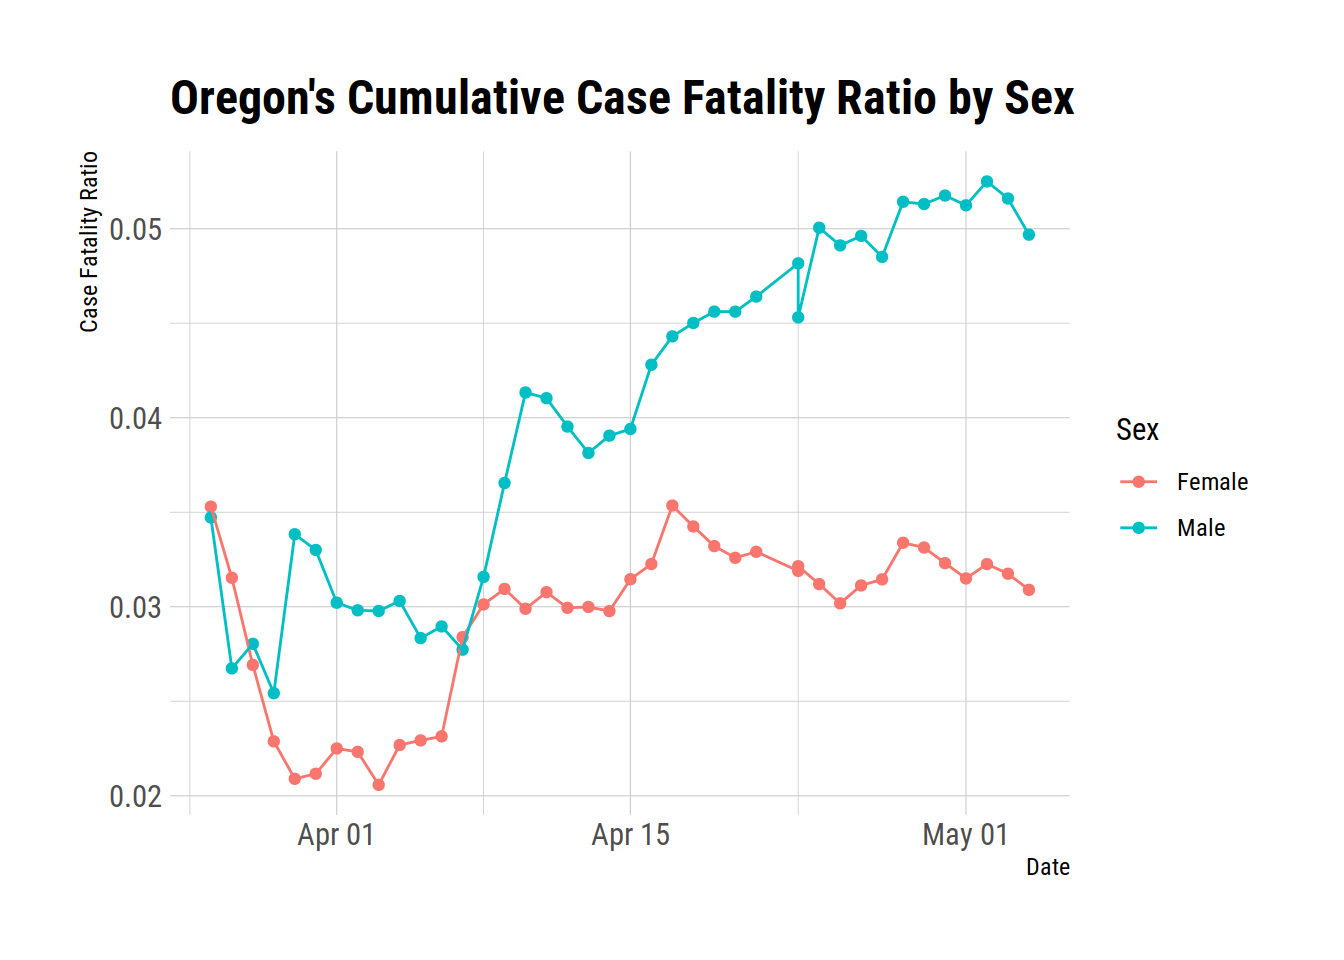 Oregon's Cumulative Case Fatality Ratio by Sex
Case Fatality Ratio
0.05
0.04
0.03
0.02
Apr 01
Apr 15
May 01
Date
Sex
Female
Male